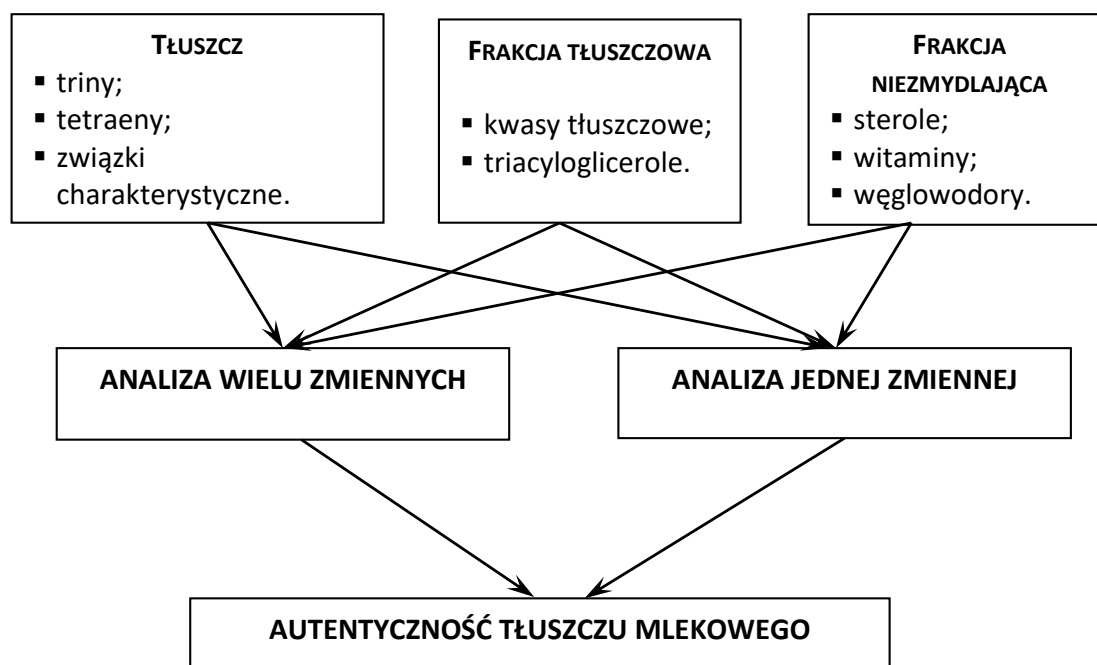 TŁUSZCZ
▪ triny;
▪ tetraeny;
▪ związki
charakterystyczne.
FRAKCJA TŁUSZCZOWA
▪ kwasy tłuszczowe;
▪ triacyloglicerole.
FRAKCJA
NIEZMYDLAJĄCA
▪ sterole;
▪ witaminy;
▪ węglowodory.
ANALIZA WIELU ZMIENNYCH
ANALIZA JEDNEJ ZMIENNEJ
AUTENTYCZNOŚĆ TŁUSZCZU MLEKOWEGO